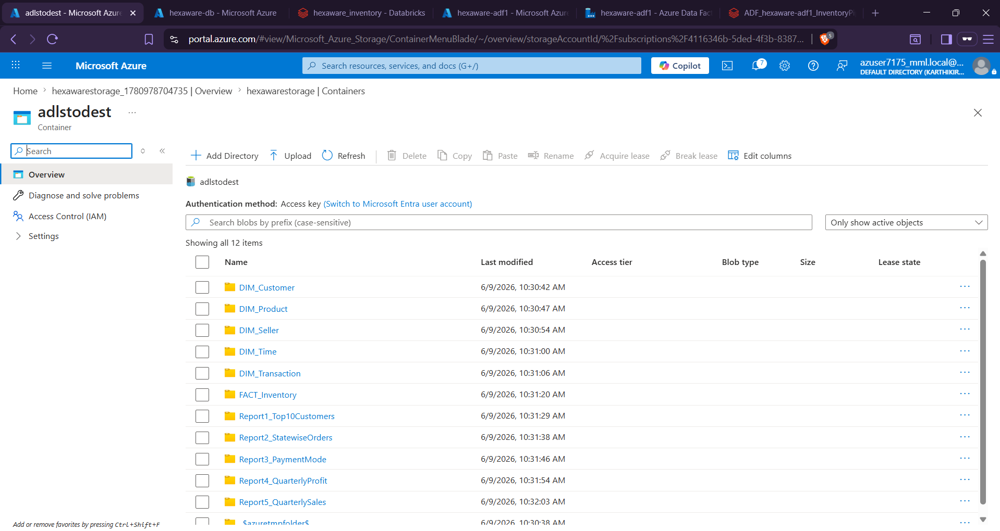 adlstodest - Microsoft Azure
hexaware-db - Microsoft Azure
hexaware_inventory - Databricks
hexaware-adf1 - Microsoft Azure
hexaware-adf1 - Azure Data Fac
ADF_hexaware-adf1_InventoryPi
portal.azure.com/#view/Microsoft_Azure_Storage/ContainerMenuBlade/~/overview/storageAccountId/%2Fsubscriptions%2F4116346b-5ded-4f3b-8387...
5
Microsoft Azure
Search resources, services, and docs (G+/)
Copilot
7
azuser7175_mml.local@...
DEFAULT DIRECTORY (KARTHIKIR...
Home > hexawarestorage_1780978704735 | Overview > hexawarestorage | Containers
adlstodest ...
Container
Search
Overview
Diagnose and solve problems
Access Control (IAM)
Settings
Add or remove favorites by pressing Ctrl+Shift+F
Add Directory Upload Refresh Delete Copy Paste Rename Acquire lease Break lease Edit columns
adlstodest
Authentication method: Access key (Switch to Microsoft Entra user account)
Search blobs by prefix (case-sensitive)
Only show active objects
Showing all 12 items
Name Last modified Access tier Blob type Size Lease state
DIM_Customer 6/9/2026, 10:30:42 AM ...
DIM_Product 6/9/2026, 10:30:47 AM ...
DIM_Seller 6/9/2026, 10:30:54 AM ...
DIM_Time 6/9/2026, 10:31:00 AM ...
DIM_Transaction 6/9/2026, 10:31:06 AM ...
FACT_Inventory 6/9/2026, 10:31:20 AM ...
Report1_Top10Customers 6/9/2026, 10:31:29 AM ...
Report2_StatewiseOrders 6/9/2026, 10:31:38 AM ...
Report3_PaymentMode 6/9/2026, 10:31:46 AM ...
Report4_QuarterlyProfit 6/9/2026, 10:31:54 AM ...
Report5_QuarterlySales 6/9/2026, 10:32:03 AM ...
_$azuretmpfolder$ 6/9/2026, 10:30:38 AM ...